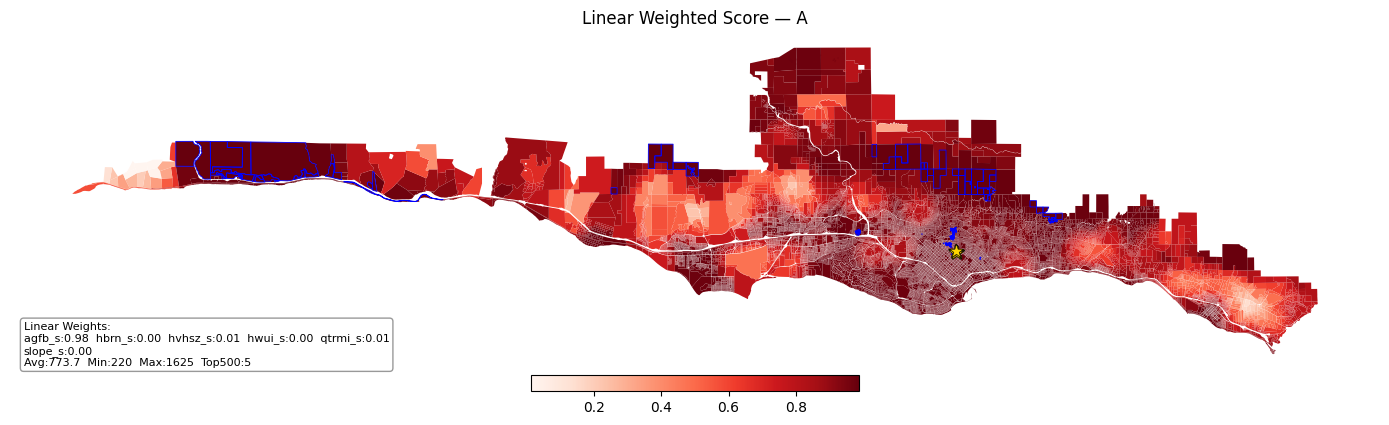 Linear Weighted Score — A
Linear Weights:
agfb_s:0.98  hbrn_s:0.00  hvhsz_s:0.01  hwui_s:0.00  qtrmi_s:0.01
slope_s:0.00
Avg:773.7  Min:220  Max:1625  Top500:5
0.2 0.4 0.6 0.8